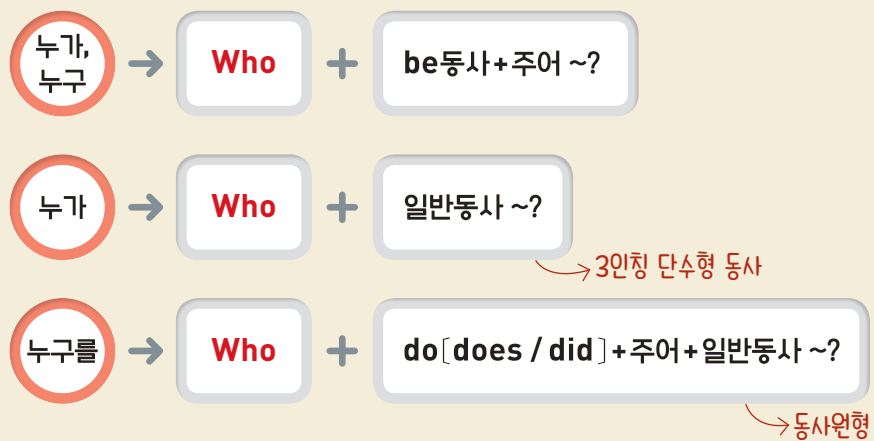 누가,
누구
→ Who + be동사+주어 ~?
누가 → Who + 일반동사 ~?
3인칭 단수형 동사
누구를 → Who + do[does / did]+주어+일반동사 ~?
동사원형